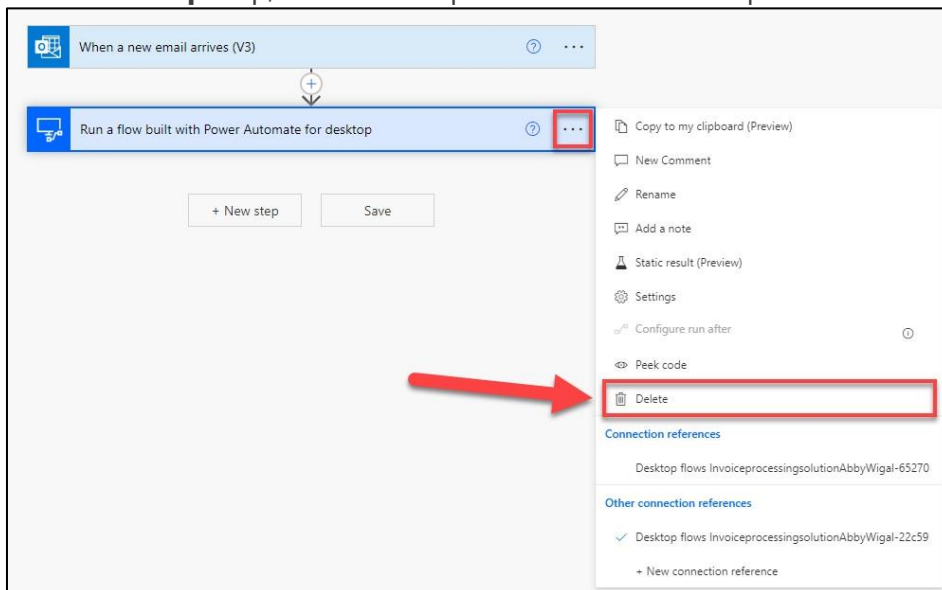 When a new email arrives (V3)
Run a flow built with Power Automate for desktop
+ New step
Save
Copy to my clipboard (Preview)
New Comment
Rename
Add a note
Static result (Preview)
Settings
Configure run after
Peek code
Delete
Connection references
Desktop flows InvoiceprocessingsolutionAbbyWigal-65270
Other connection references
Desktop flows InvoiceprocessingsolutionAbbyWigal-22c59
+ New connection reference